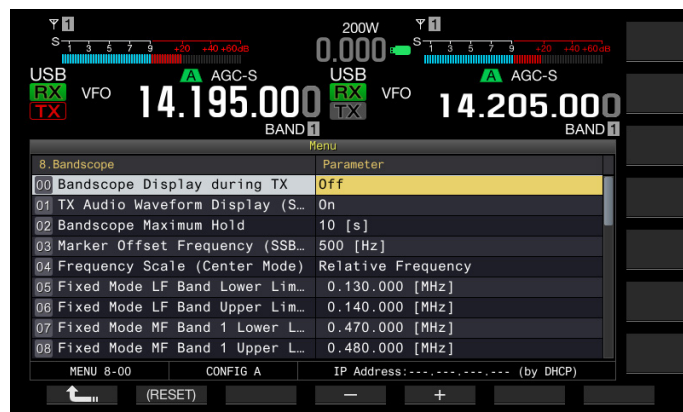 1 200W 1
S 1 3 5 7 9 +20 +40 +60dB 0.000 S 1 3 5 7 9 +20 +40 +60dB
USB A AGC-S USB A AGC-S
RX VFO 14.195.000 RX VFO 14.205.000
TX TX
BAND 1 BAND 1
Menu
8.Bandscope Parameter
00 Bandscope Display during TX Off
01 TX Audio Waveform Display (S… On
02 Bandscope Maximum Hold 10 [s]
03 Marker Offset Frequency (SSB… 500 [Hz]
04 Frequency Scale (Center Mode) Relative Frequency
05 Fixed Mode LF Band Lower Lim… 0.130.000 [MHz]
06 Fixed Mode LF Band Upper Lim… 0.140.000 [MHz]
07 Fixed Mode MF Band 1 Lower L… 0.470.000 [MHz]
08 Fixed Mode MF Band 1 Upper L… 0.480.000 [MHz]
MENU 8-00 CONFIG A IP Address:---.---.---.--- (by DHCP)
(RESET) − +